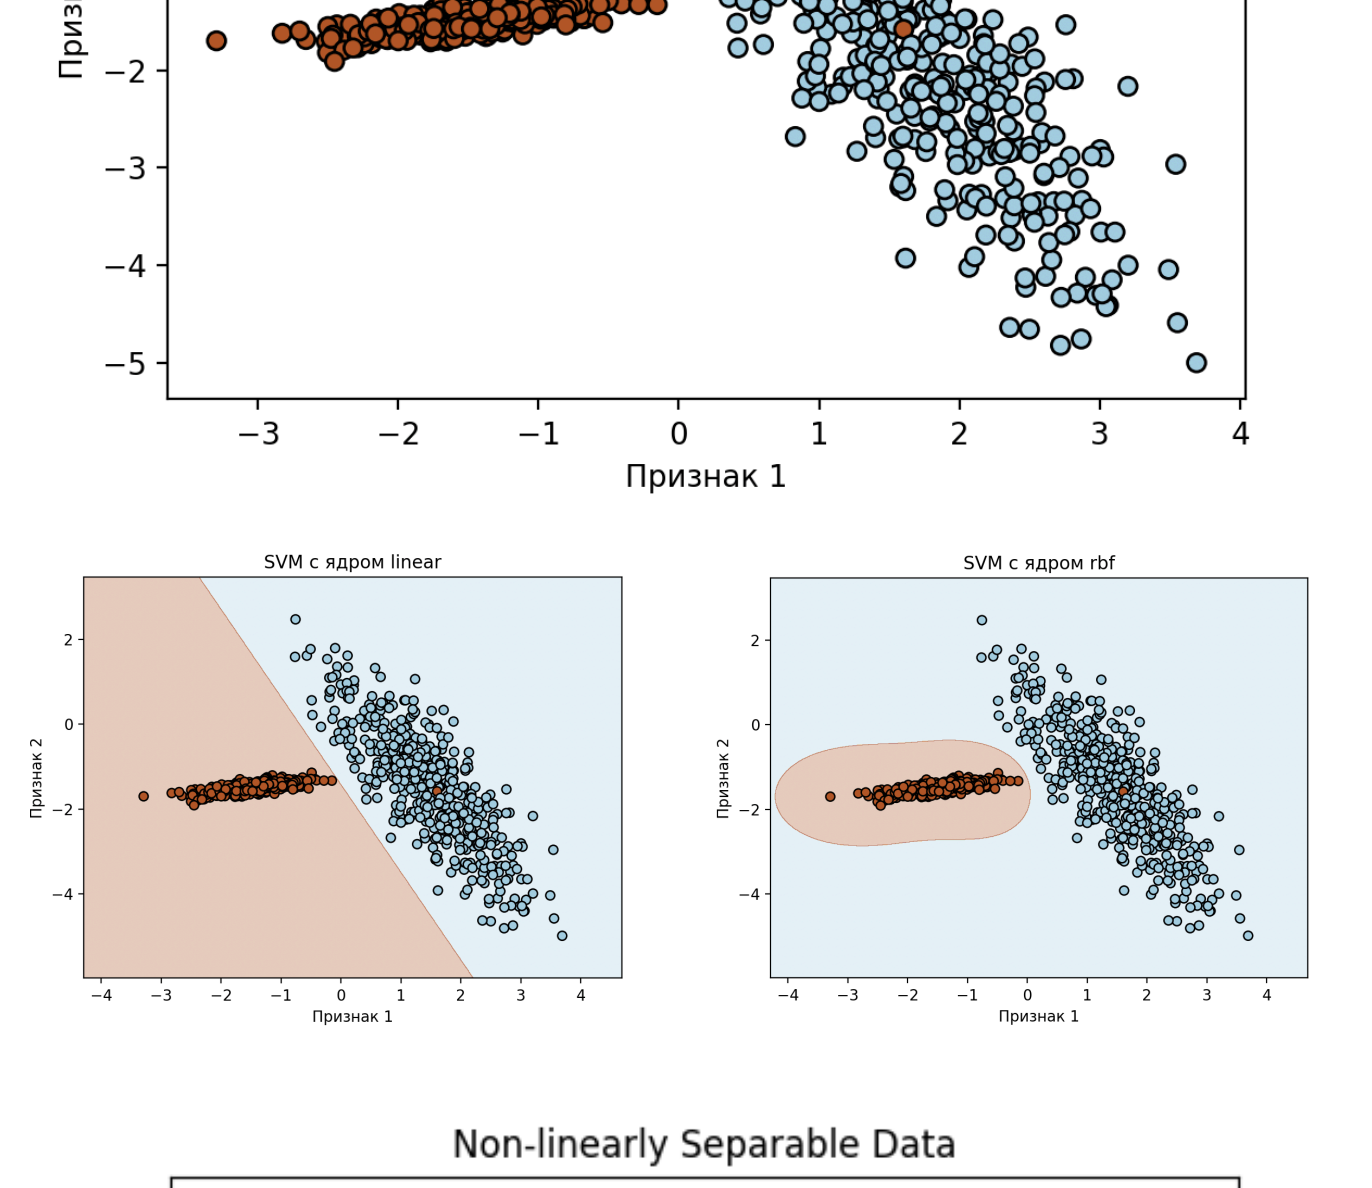 Приз
−2
−3
−4
−5
−3 −2 −1 0 1 2 3 4
Признак 1
SVM с ядром linear
Признак 2
2
0
−2
−4
−4 −3 −2 −1 0 1 2 3 4
Признак 1
SVM с ядром rbf
Признак 2
2
0
−2
−4
−4 −3 −2 −1 0 1 2 3 4
Признак 1
Non-linearly Separable Data